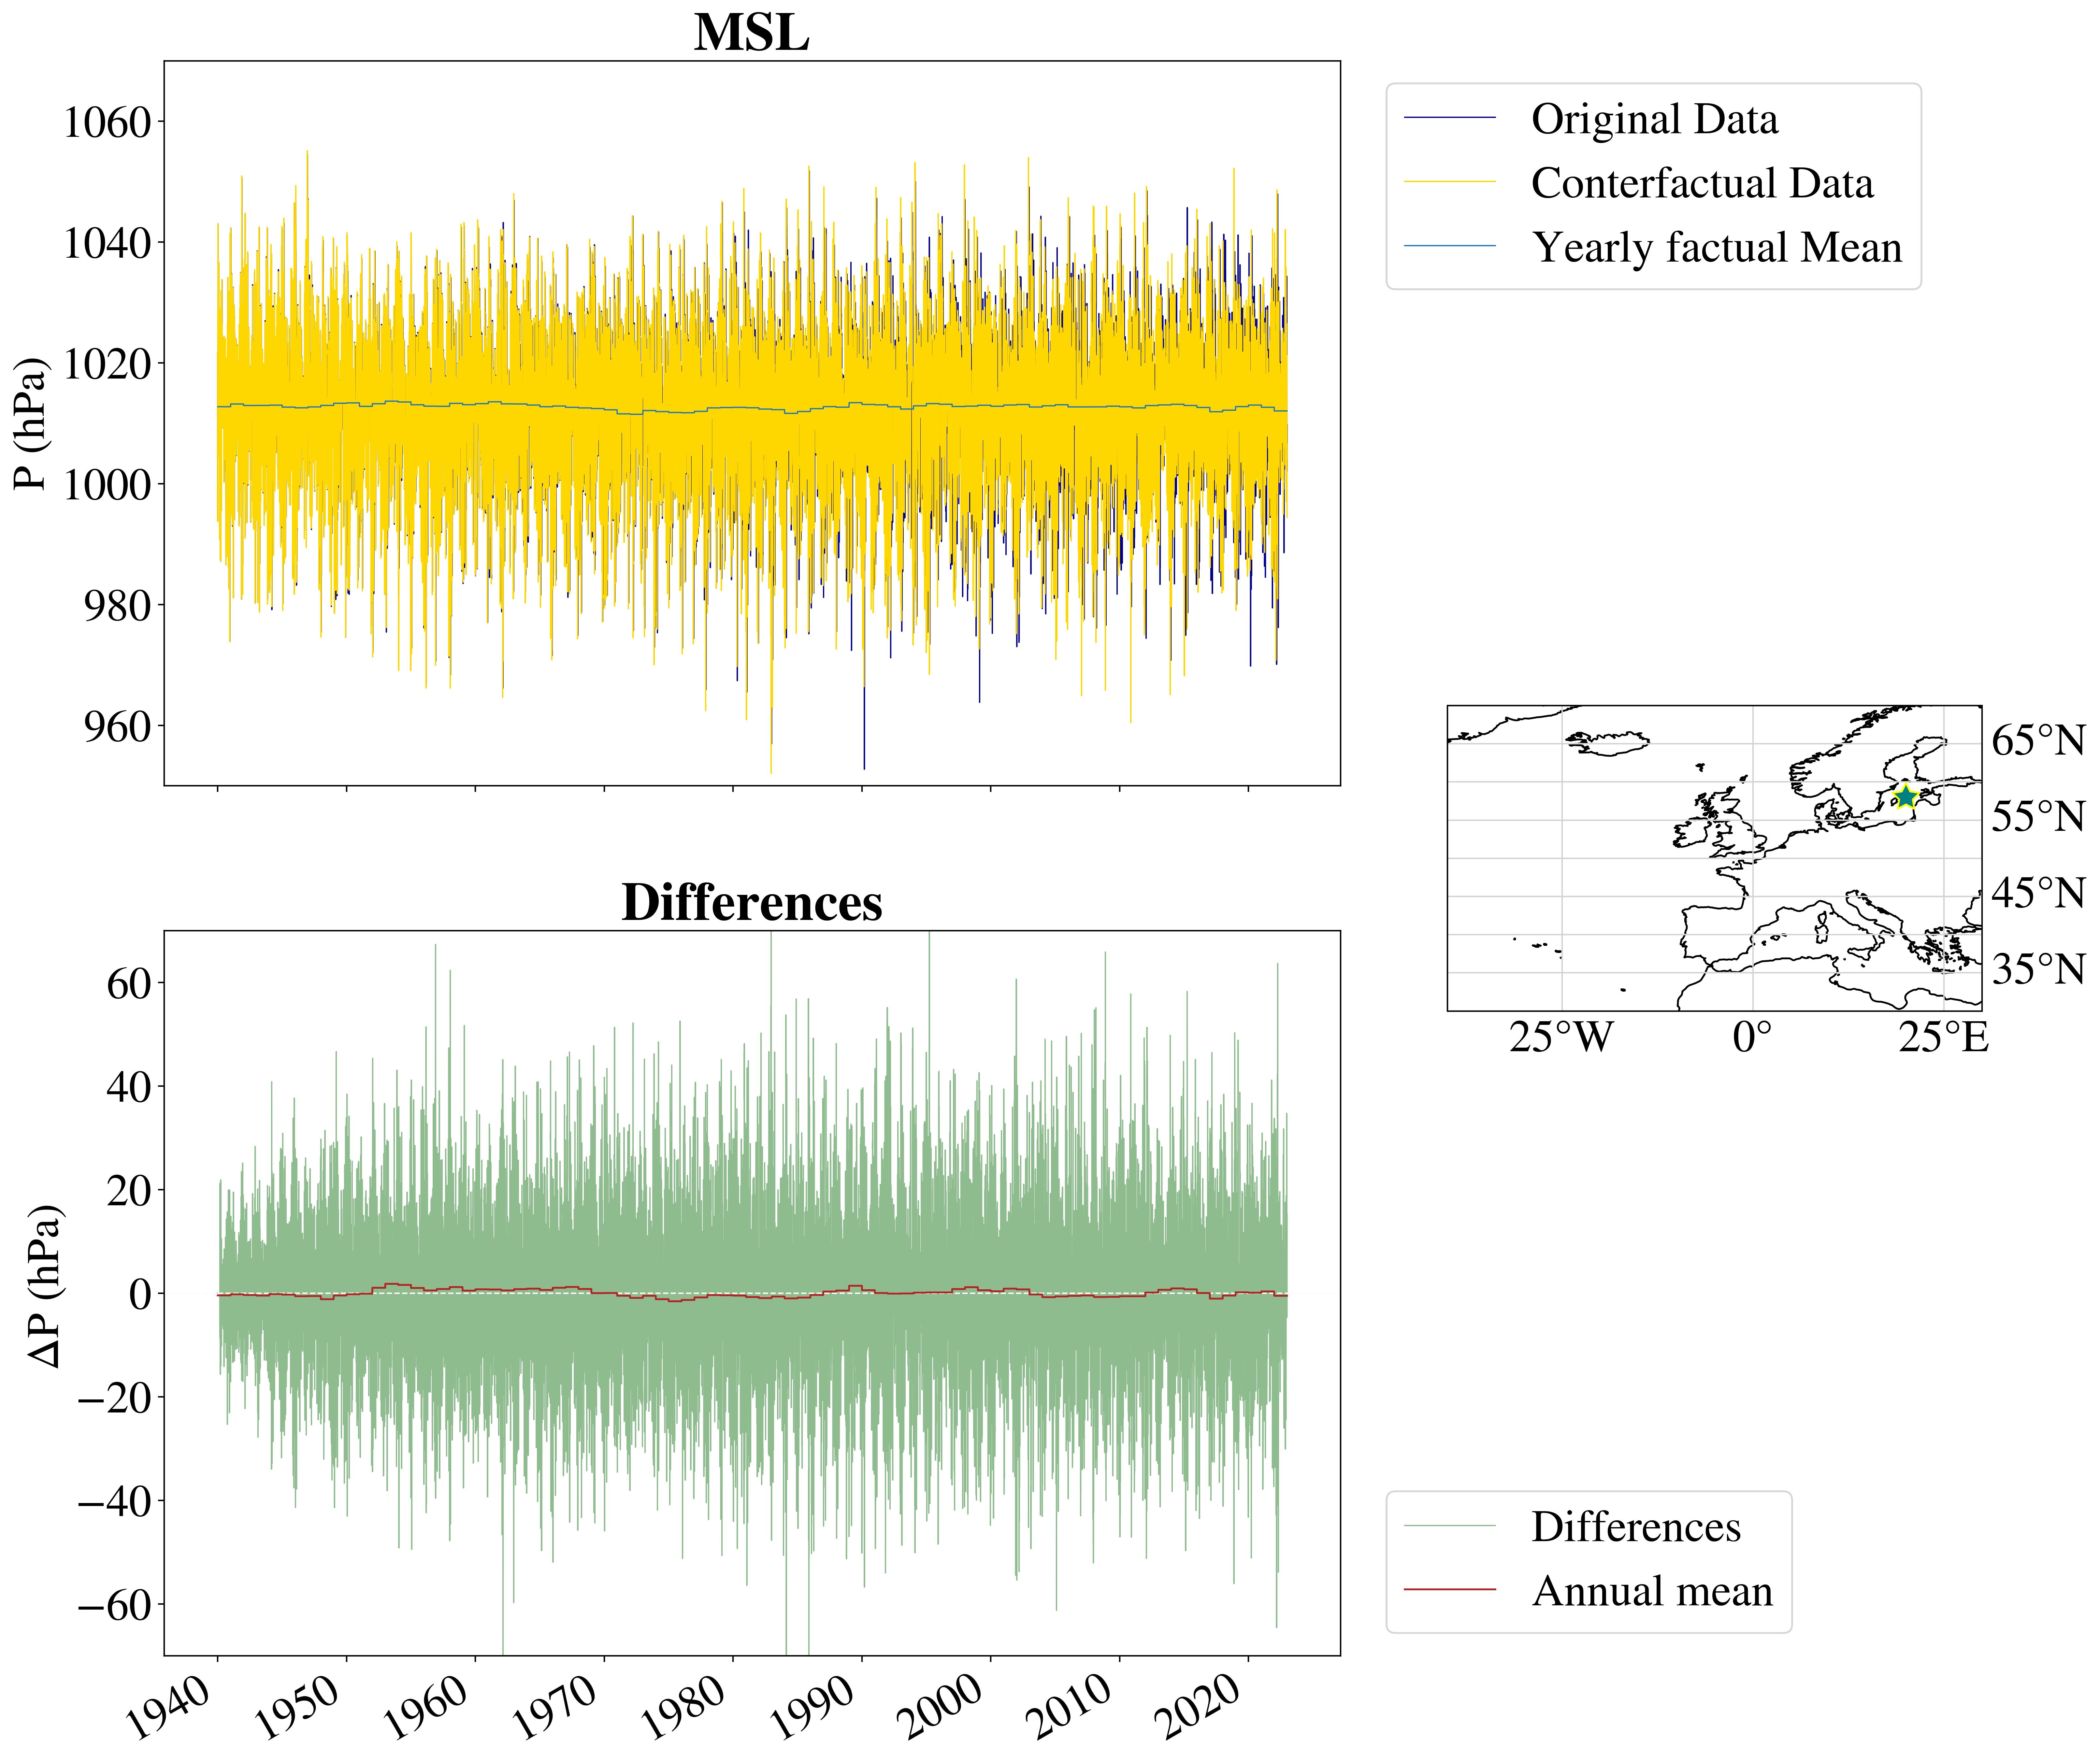 MSL
1060
1040
1020
1000
980
960
P (hPa)
Original Data
Conterfactual Data
Yearly factual Mean
65°N
55°N
45°N
35°N
25°W 0° 25°E
Differences
60
40
20
0
−20
−40
−60
ΔP (hPa)
1940 1950 1960 1970 1980 1990 2000 2010 2020
Differences
Annual mean